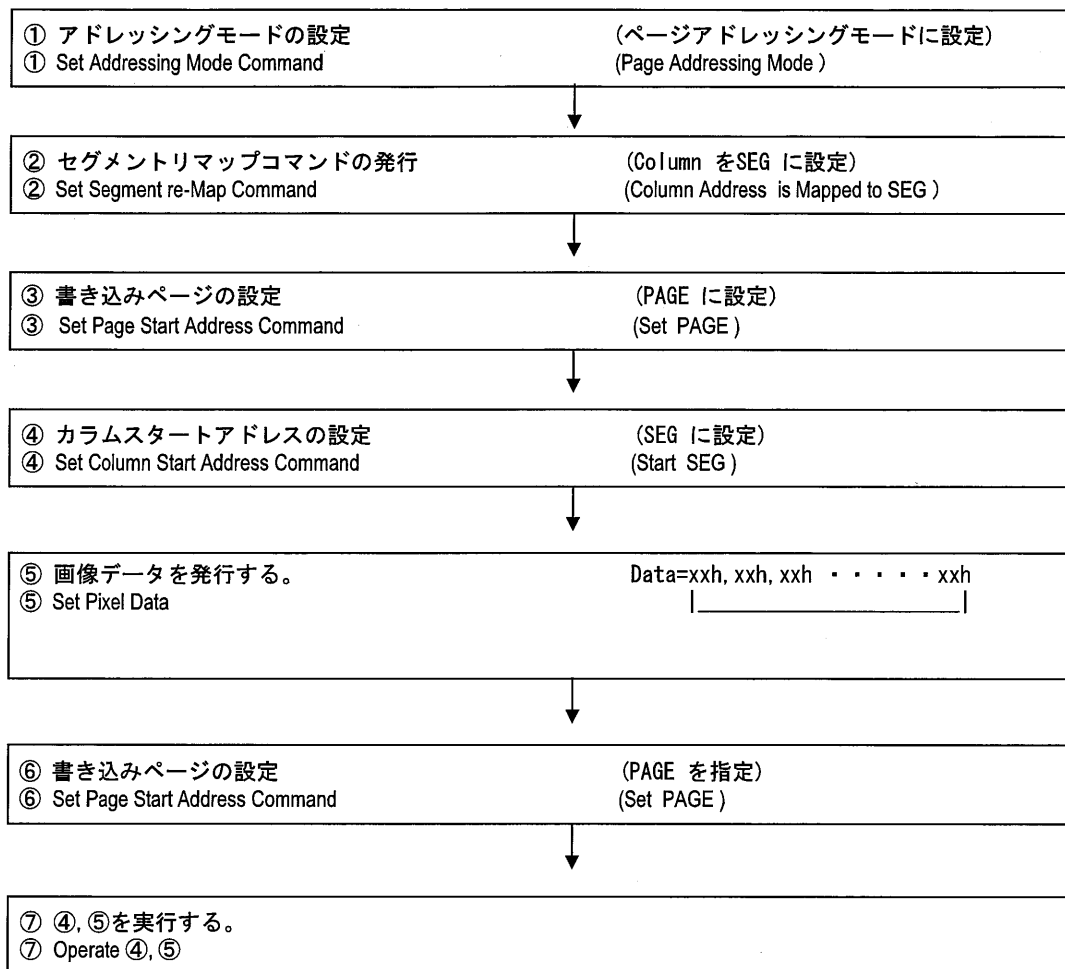 ① アドレッシングモードの設定 (ページアドレッシングモードに設定)
① Set Addressing Mode Command (Page Addressing Mode )
② セグメントリマップコマンドの発行 (Column をSEG に設定)
② Set Segment re-Map Command (Column Address is Mapped to SEG )
③ 書き込みページの設定 (PAGE に設定)
③ Set Page Start Address Command (Set PAGE )
④ カラムスタートアドレスの設定 (SEG に設定)
④ Set Column Start Address Command (Start SEG )
⑤ 画像データを発行する。 Data=xxh, xxh, xxh ・・・・・xxh
⑤ Set Pixel Data
⑥ 書き込みページの設定 (PAGE を指定)
⑥ Set Page Start Address Command (Set PAGE )
⑦ ④, ⑤を実行する。
⑦ Operate ④, ⑤